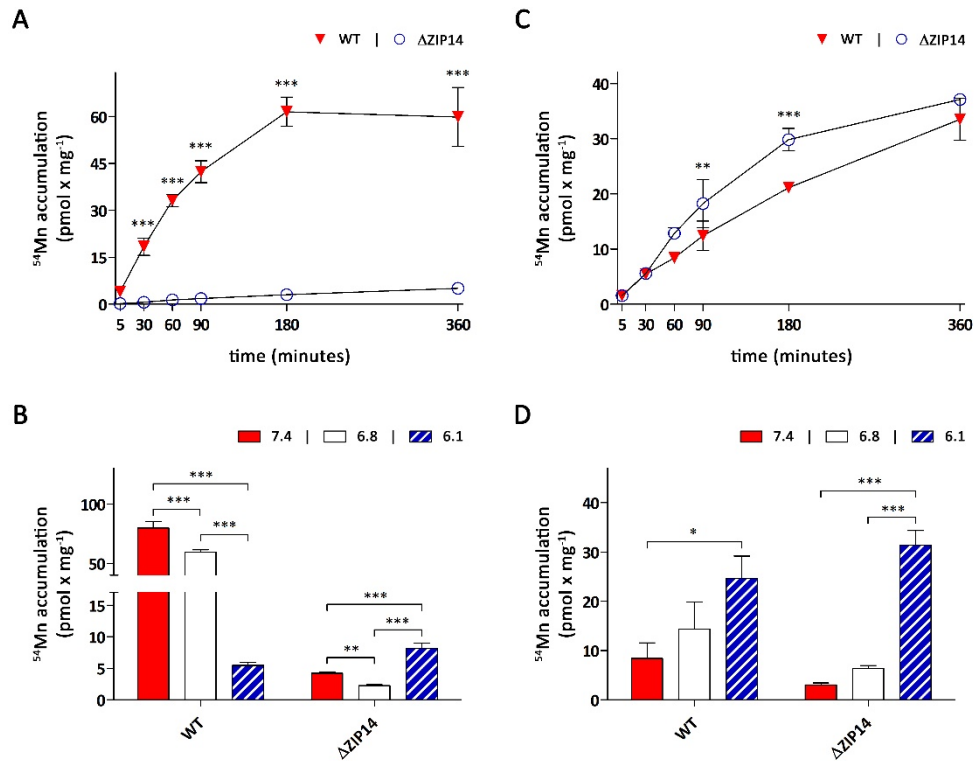 A
WT | ΔZIP14
⁵⁴Mn accumulation
(pmol x mg⁻¹)
60
45
30
15
0
***
***
***
***
***
***
5 30 60 90 180 360
time (minutes)
C
WT | ΔZIP14
⁵⁴Mn accumulation
(pmol x mg⁻¹)
40
30
20
10
0
**
***
5 30 60 90 180 360
time (minutes)
B
7.4 | 6.8 | 6.1
⁵⁴Mn accumulation
(pmol x mg⁻¹)
100
50
15
10
5
0
***
***
***
***
***
**
WT
ΔZIP14
D
7.4 | 6.8 | 6.1
⁵⁴Mn accumulation
(pmol x mg⁻¹)
40
30
20
10
0
*
***
***
WT
ΔZIP14